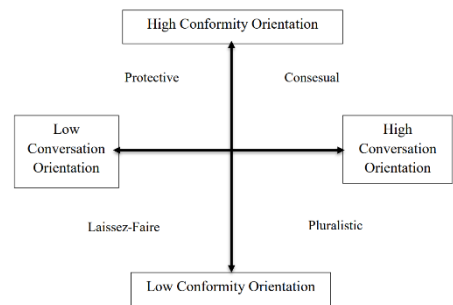 High Conformity Orientation
Protective
Consesual
Low
Conversation
Orientation
High
Conversation
Orientation
Laissez-Faire
Pluralistic
Low Conformity Orientation